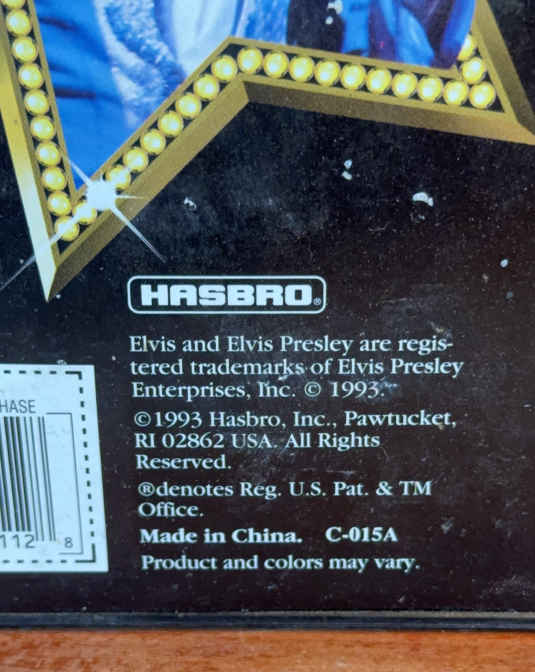 HASBRO®
Elvis and Elvis Presley are regis-
tered trademarks of Elvis Presley
Enterprises, Inc. © 1993.
©1993 Hasbro, Inc., Pawtucket,
RI 02862 USA. All Rights
Reserved.
®denotes Reg. U.S. Pat. & TM
Office.
Made in China. C-015A
Product and colors may vary.
HASE
112 8